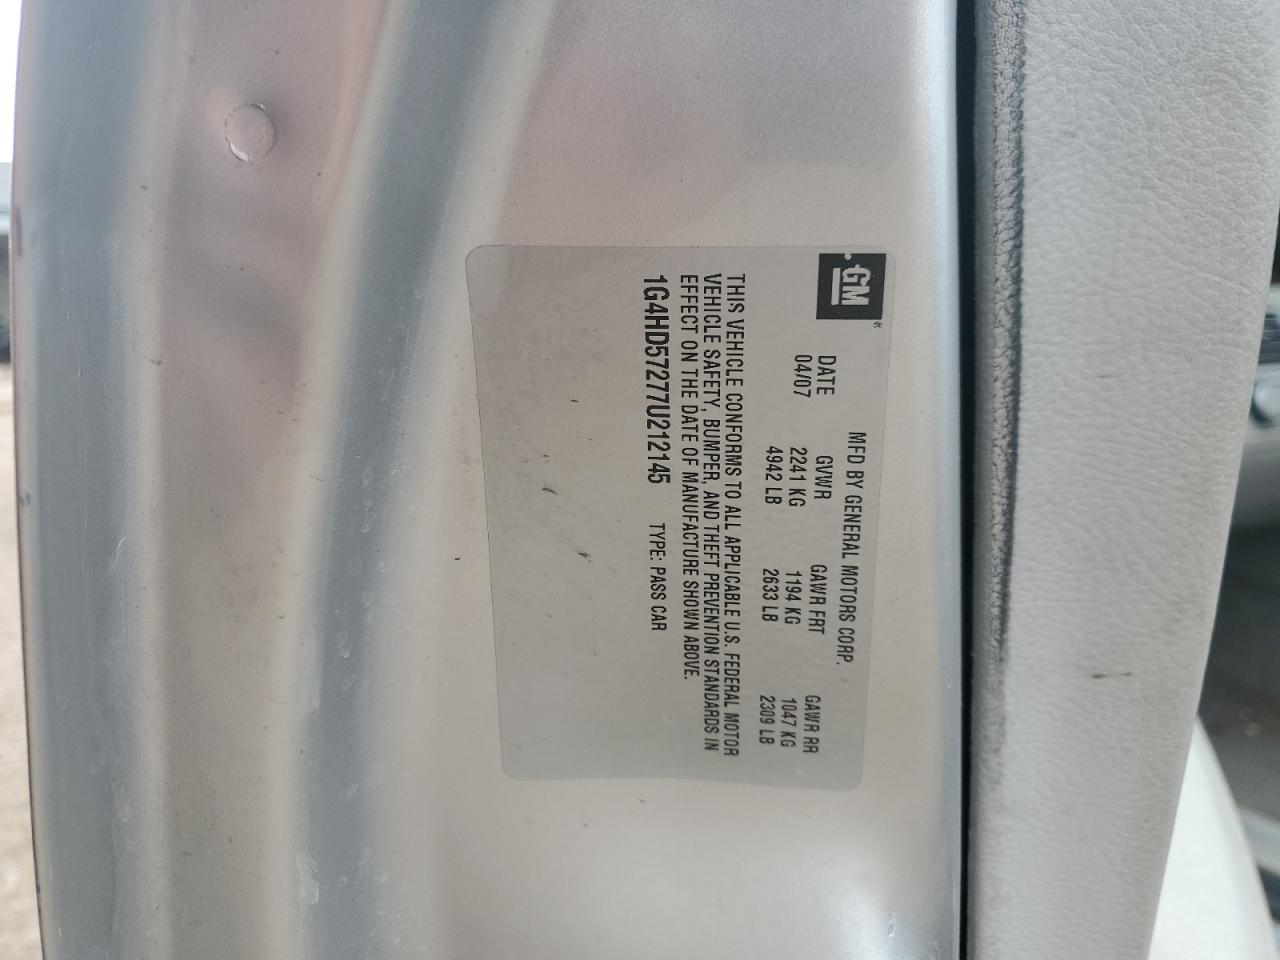 GM®
MFD BY GENERAL MOTORS CORP.
DATE GVWR GAWR FRT GAWR RR
04/07 2241 KG 1194 KG 1047 KG
4942 LB 2633 LB 2309 LB
THIS VEHICLE CONFORMS TO ALL APPLICABLE U.S. FEDERAL MOTOR
VEHICLE SAFETY, BUMPER, AND THEFT PREVENTION STANDARDS IN
EFFECT ON THE DATE OF MANUFACTURE SHOWN ABOVE.
1G4HD57277U212145 TYPE: PASS CAR